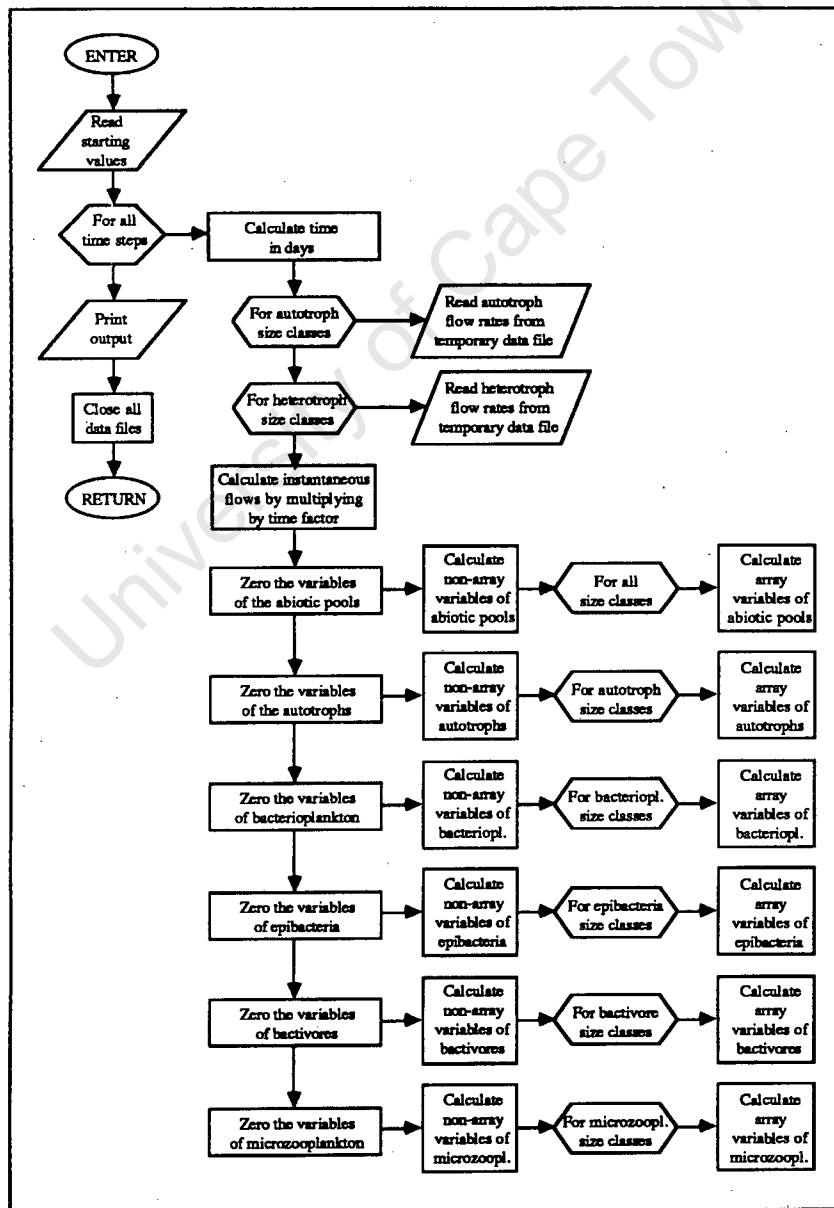 ENTER
Read
starting
values
For all
time steps
Calculate time
in days
Print
output
For autotroph
size classes
Read autotroph
flow rates from
temporary data file
Close all
data files
For heterotroph
size classes
Read heterotroph
flow rates from
temporary data file
RETURN
Calculate instantaneous
flows by multiplying
by time factor
Zero the variables
of the abiotic pools
Calculate
non-array
variables of
abiotic pools
For all
size classes
Calculate
array
variables of
abiotic pools
Zero the variables
of the autotrophs
Calculate
non-array
variables of
autotrophs
For autotroph
size classes
Calculate
array
variables of
autotrophs
Zero the variables
of bacterioplankton
Calculate
non-array
variables of
bacteriopl.
For bacteriopl.
size classes
Calculate
array
variables of
bacteriopl.
Zero the variables
of epibacteria
Calculate
non-array
variables of
epibacteria
For epibacteria
size classes
Calculate
array
variables of
epibacteria
Zero the variables
of bactivores
Calculate
non-array
variables of
bactivores
For bactivore
size classes
Calculate
array
variables of
bactivores
Zero the variables
of microzooplankton
Calculate
non-array
variables of
microzoopl.
For microzoopl.
size classes
Calculate
array
variables of
microzoopl.
University of Cape Town